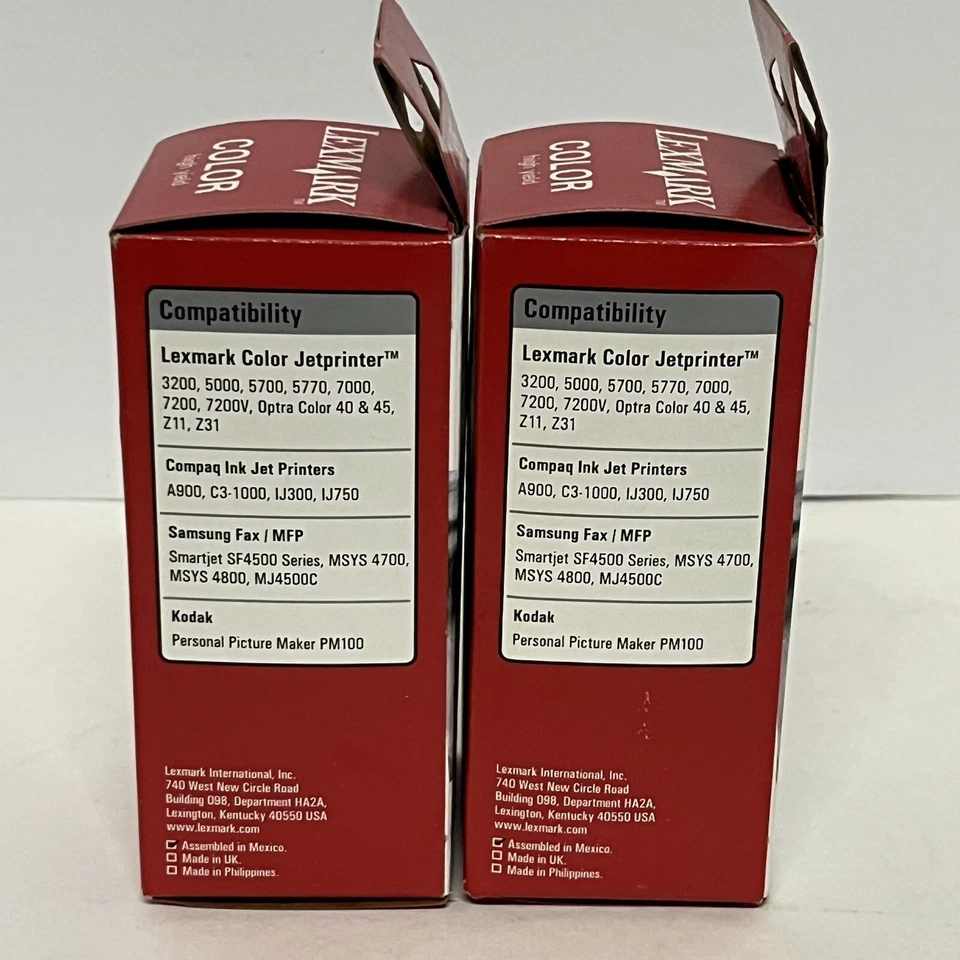 LEXMARK™
COLOR
high yield
Compatibility
Lexmark Color Jetprinter™
3200, 5000, 5700, 5770, 7000,
7200, 7200V, Optra Color 40 & 45,
Z11, Z31
Compaq Ink Jet Printers
A900, C3-1000, IJ300, IJ750
Samsung Fax / MFP
Smartjet SF4500 Series, MSYS 4700,
MSYS 4800, MJ4500C
Kodak
Personal Picture Maker PM100
Lexmark International, Inc.
740 West New Circle Road
Building 098, Department HA2A,
Lexington, Kentucky 40550 USA
www.lexmark.com
Assembled in Mexico.
Made in UK.
Made in Philippines.
LEXMARK™
COLOR
high yield
Compatibility
Lexmark Color Jetprinter™
3200, 5000, 5700, 5770, 7000,
7200, 7200V, Optra Color 40 & 45,
Z11, Z31
Compaq Ink Jet Printers
A900, C3-1000, IJ300, IJ750
Samsung Fax / MFP
Smartjet SF4500 Series, MSYS 4700,
MSYS 4800, MJ4500C
Kodak
Personal Picture Maker PM100
Lexmark International, Inc.
740 West New Circle Road
Building 098, Department HA2A,
Lexington, Kentucky 40550 USA
www.lexmark.com
Assembled in Mexico.
Made in UK.
Made in Philippines.